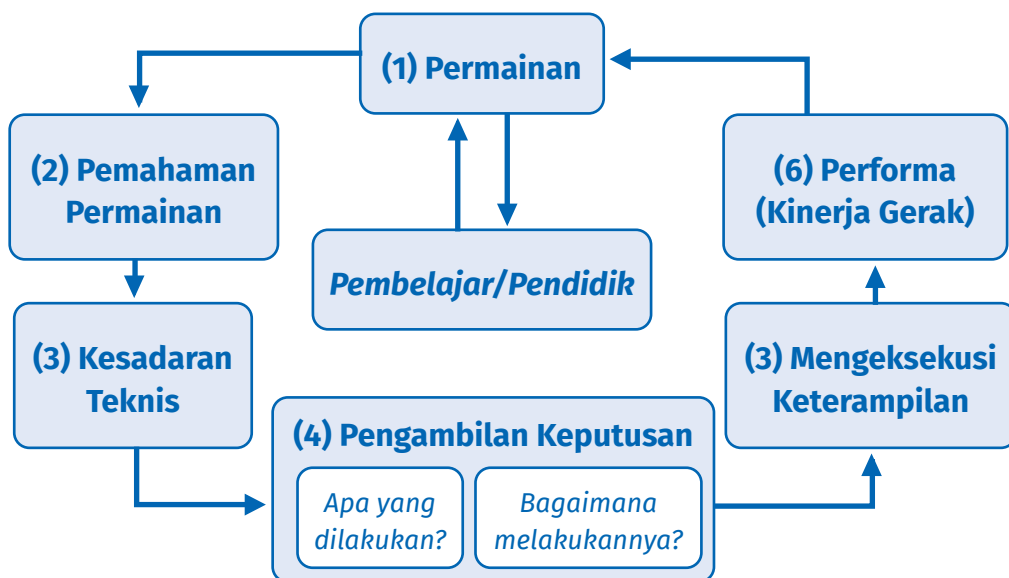 (1) Permainan
(2) Pemahaman
Permainan
Pembelajar/Pendidik
(3) Kesadaran
Teknis
(4) Pengambilan Keputusan
Apa yang
dilakukan?
Bagaimana
melakukannya?
(3) Mengeksekusi
Keterampilan
(6) Performa
(Kinerja Gerak)